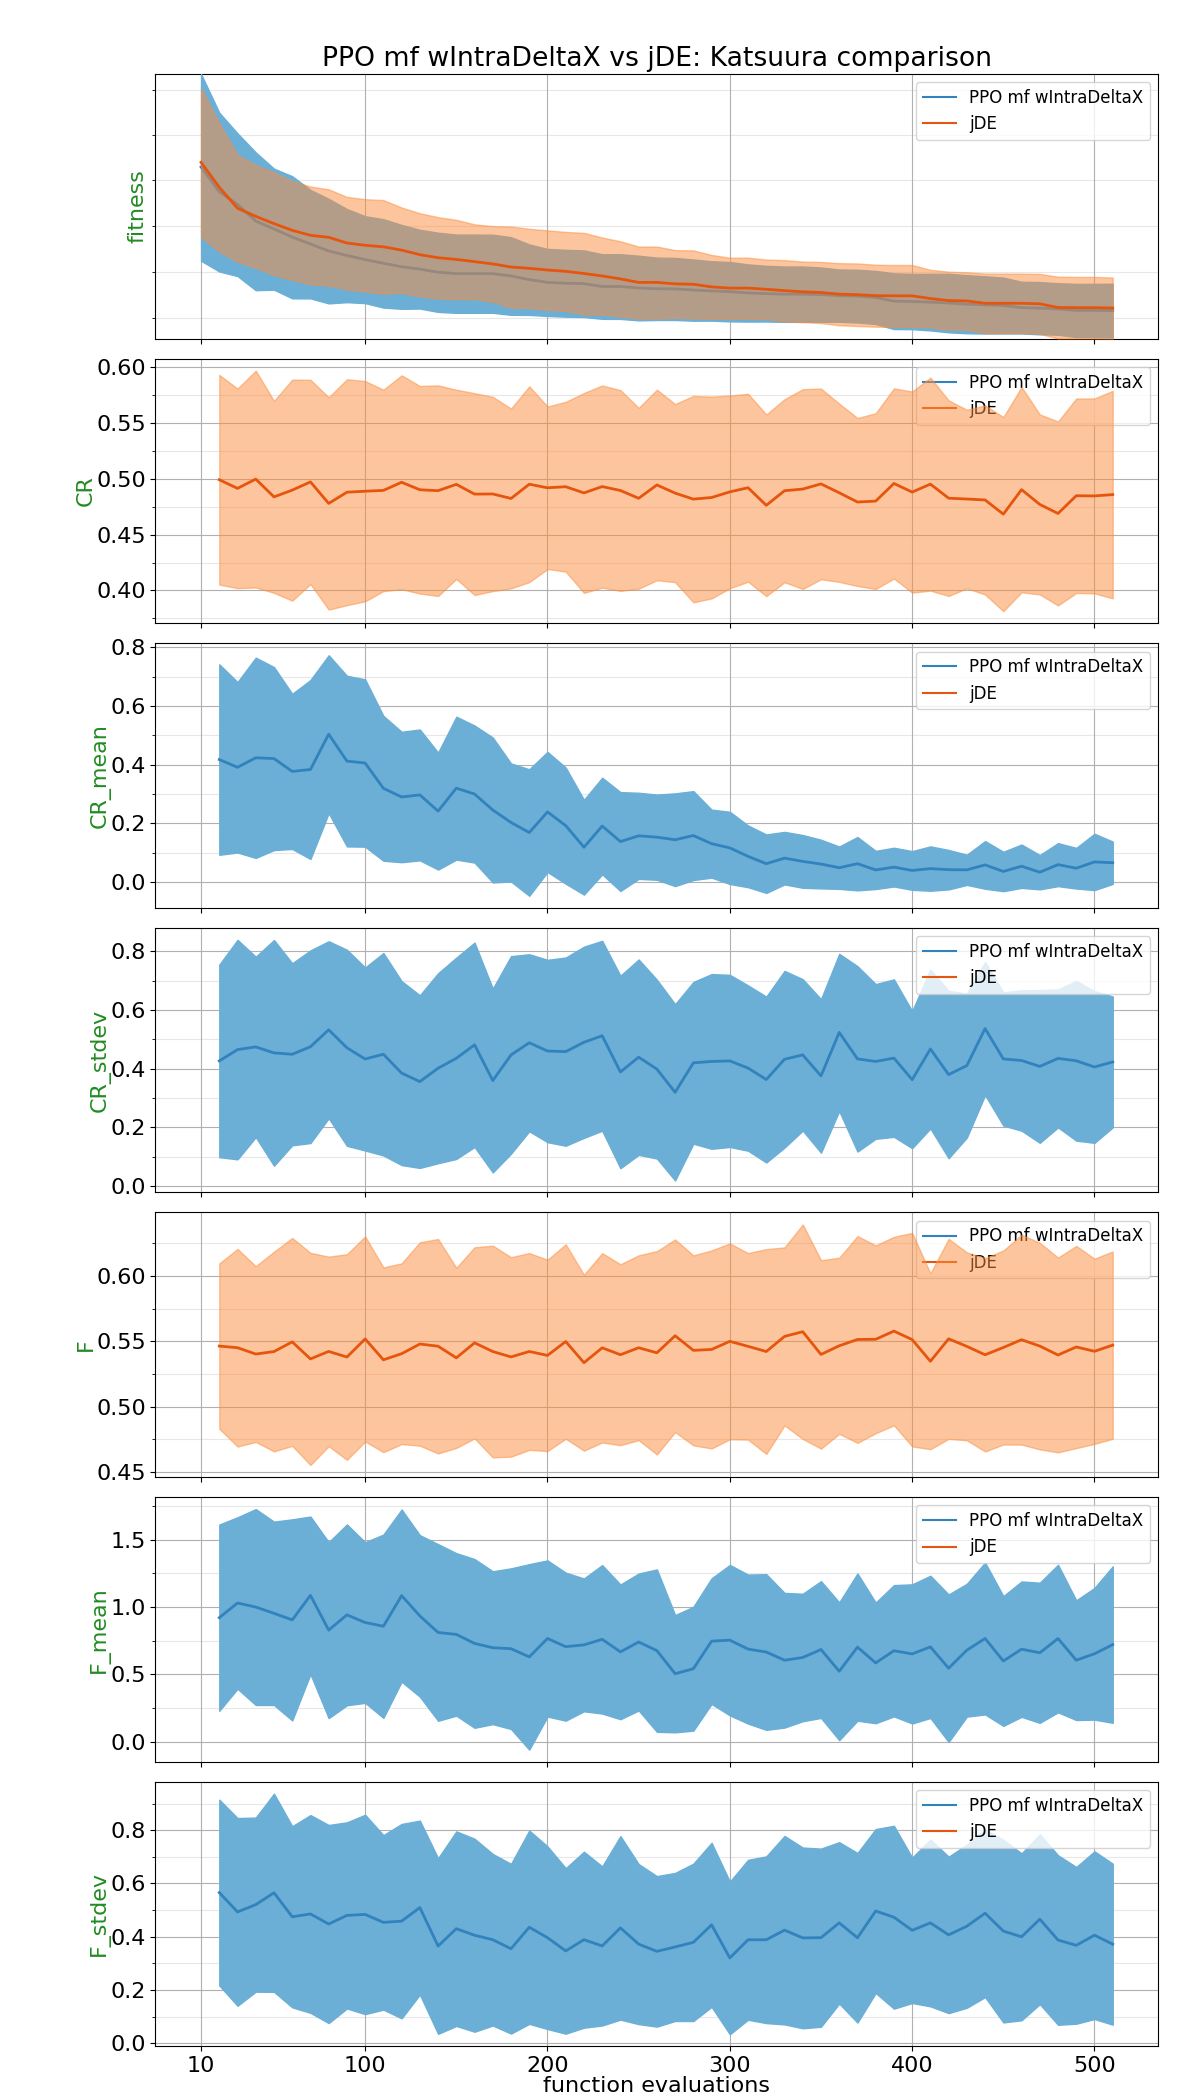 PPO mf wIntraDeltaX vs jDE: Katsuura comparison
PPO mf wIntraDeltaX
jDE
fitness
0.60
PPO mf wIntraDeltaX
jDE
0.55
0.50
CR
0.45
0.40
0.8
PPO mf wIntraDeltaX
jDE
0.6
0.4
CR_mean
0.2
0.0
0.8
PPO mf wIntraDeltaX
jDE
0.6
CR_stdev
0.4
0.2
0.0
PPO mf wIntraDeltaX
jDE
0.60
F
0.55
0.50
0.45
PPO mf wIntraDeltaX
jDE
1.5
1.0
F_mean
0.5
0.0
PPO mf wIntraDeltaX
jDE
0.8
0.6
F_stdev
0.4
0.2
0.0
10 100 200 300 400 500
function evaluations